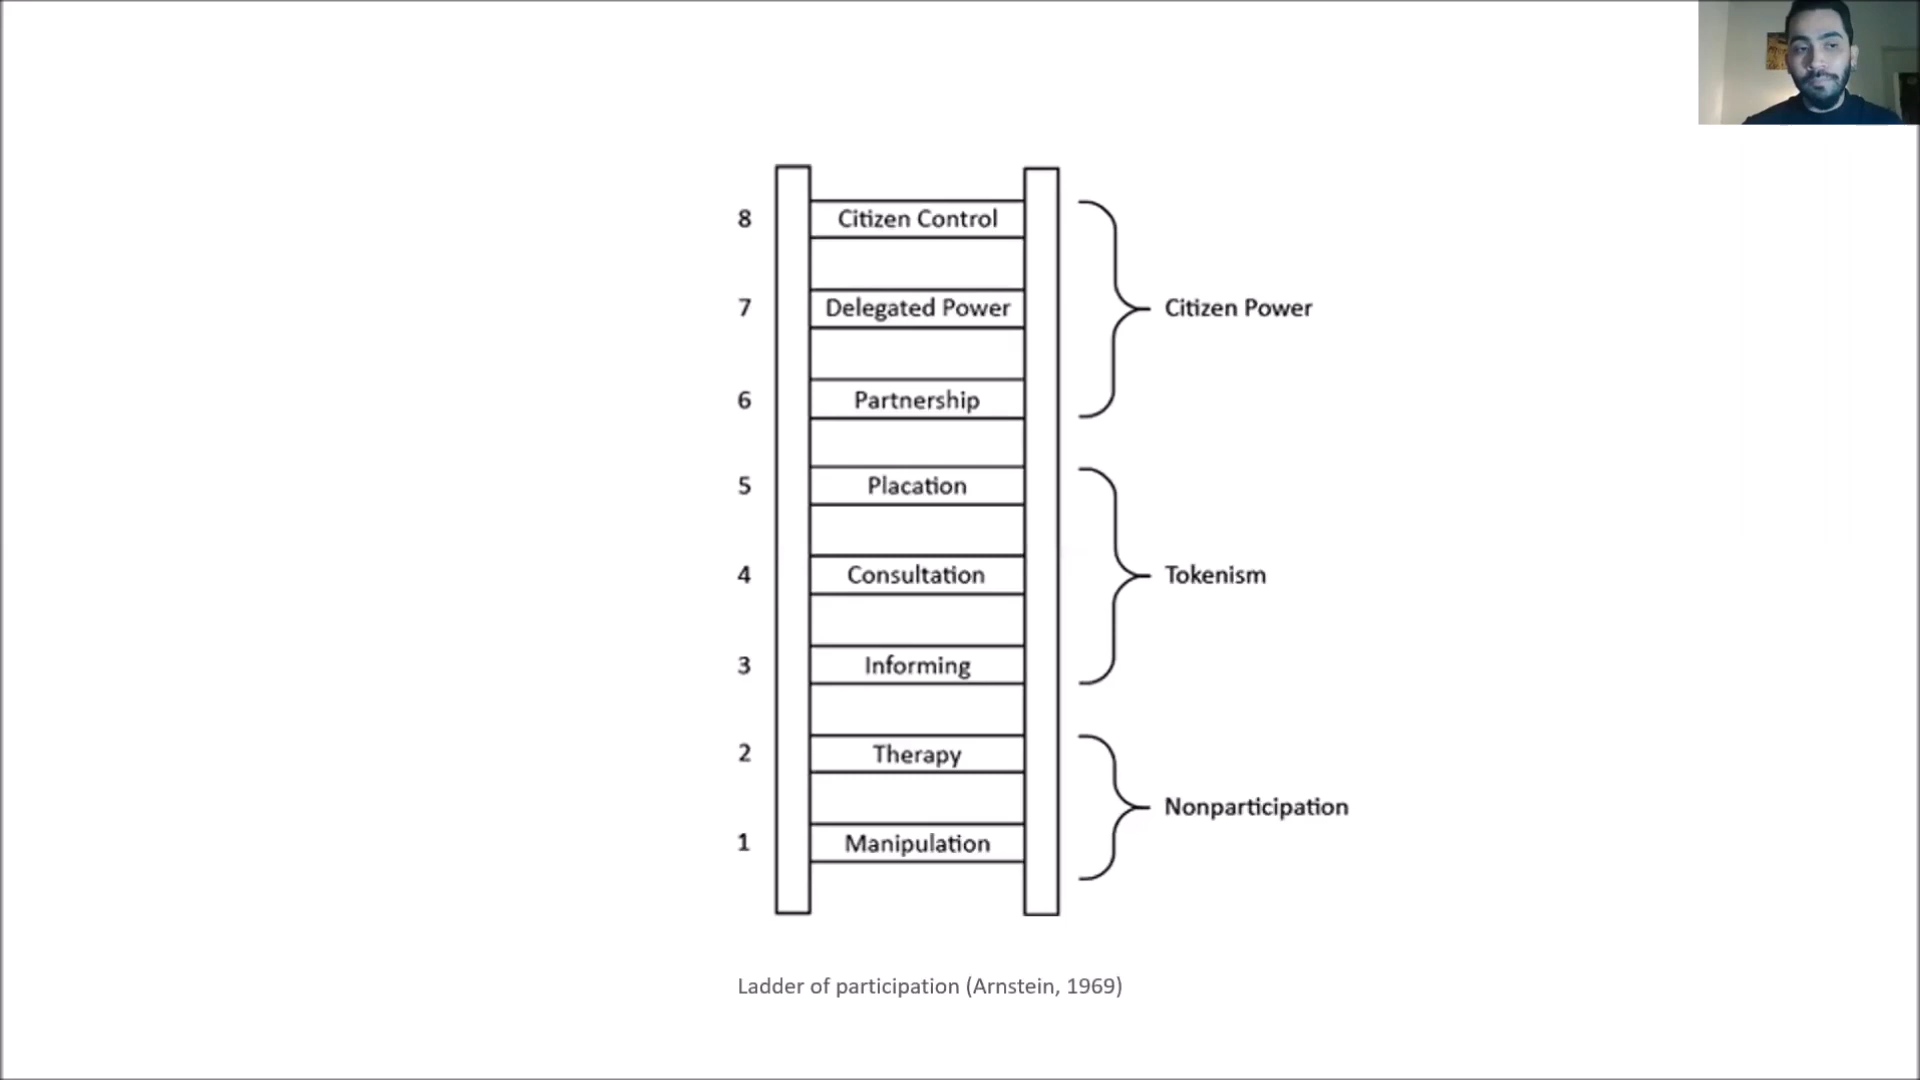 8 Citizen Control
7 Delegated Power
Citizen Power
6 Partnership
5 Placation
4 Consultation
Tokenism
3 Informing
2 Therapy
Nonparticipation
1 Manipulation
Ladder of participation (Arnstein, 1969)